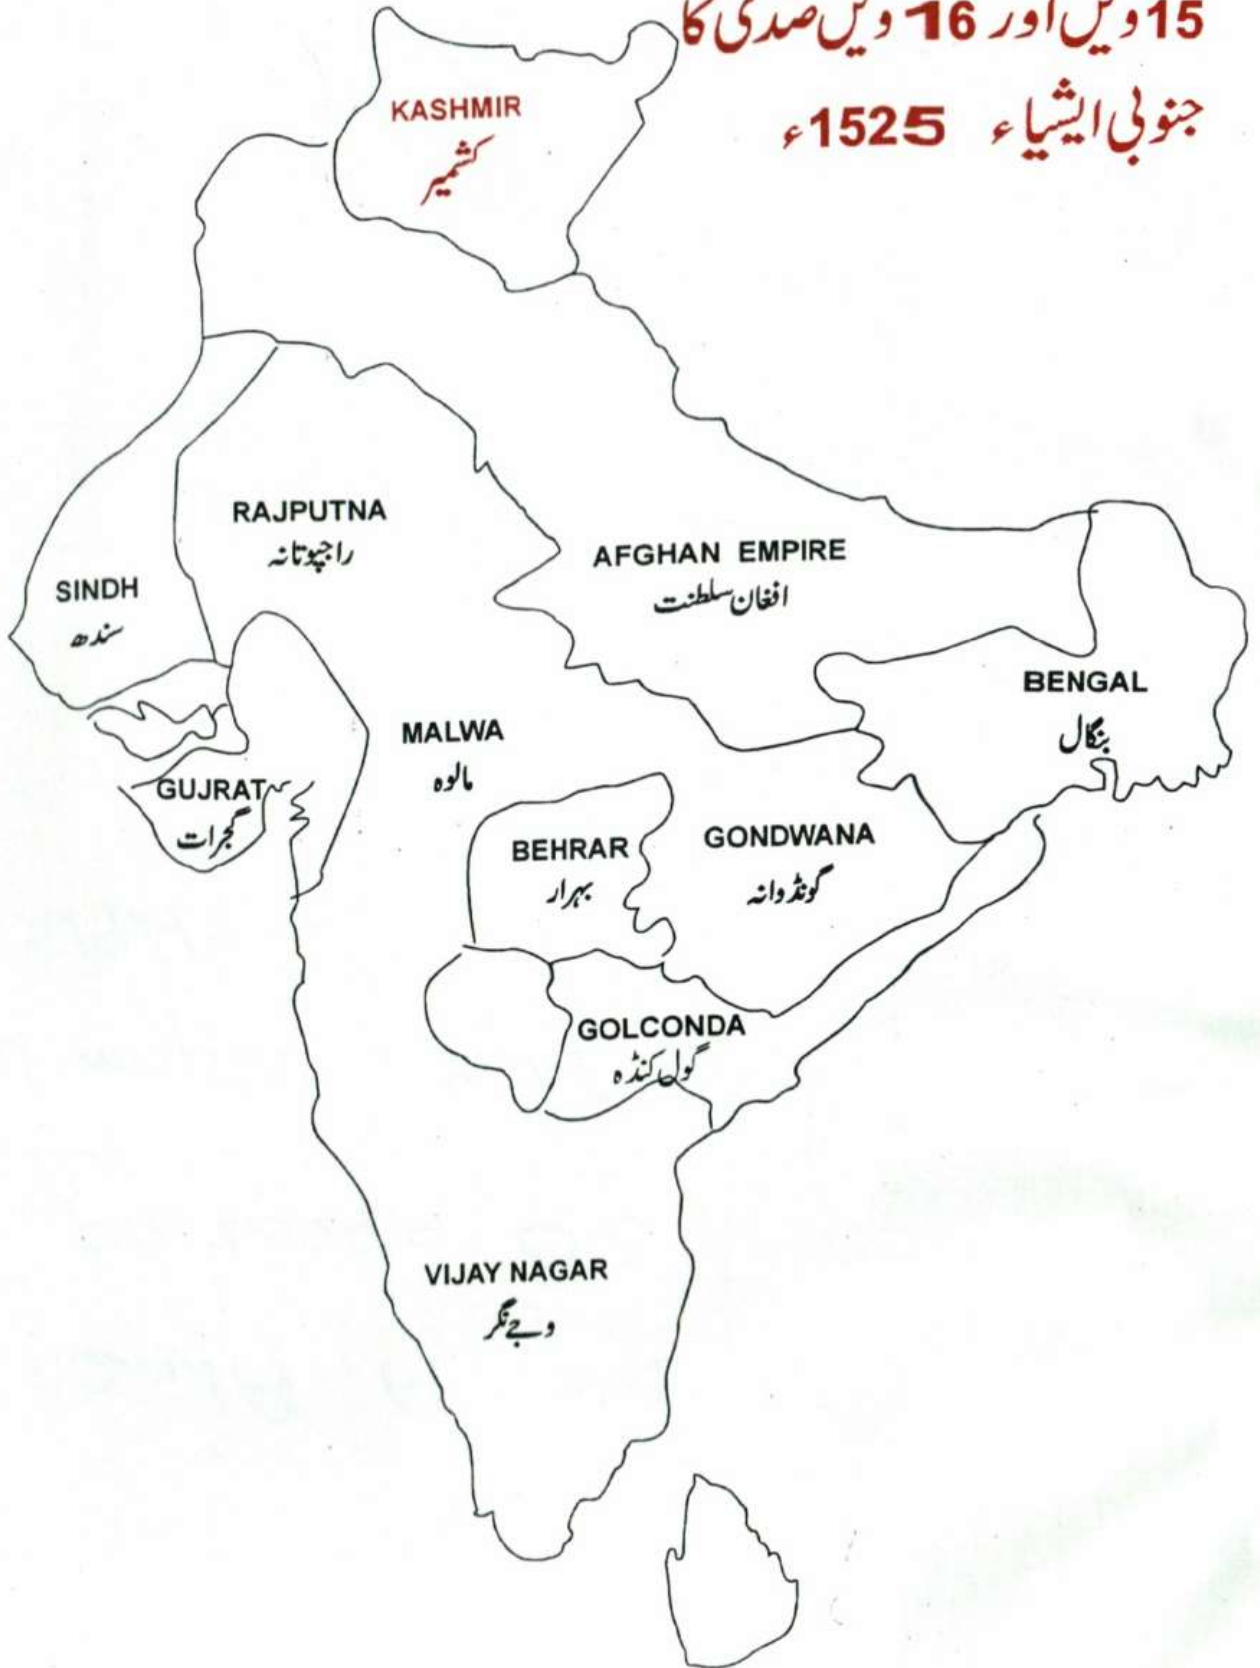 15 ویں اور 16 ویں صدی کا
جنوبی ایشیاء 1525ء
KASHMIR
کشمیر
RAJPUTNA
راجپوتانہ
AFGHAN EMPIRE
افغان سلطنت
SINDH
سندھ
BENGAL
بنگال
MALWA
مالوہ
GUJRAT
گجرات
BEHRAR
بہرار
GONDWANA
گونڈوانہ
GOLCONDA
گول کنڈہ
VIJAY NAGAR
وجے نگر